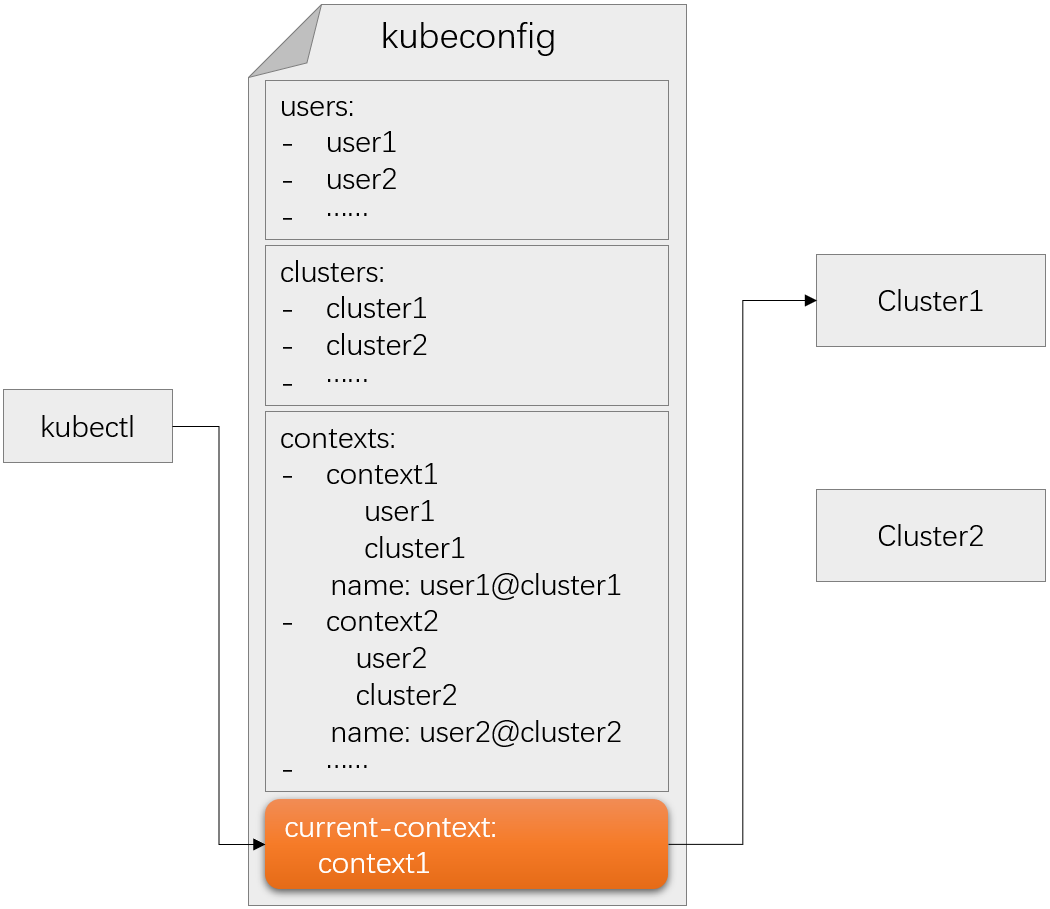 kubeconfig
users:
- user1
- user2
- ......
clusters:
- cluster1
- cluster2
- ......
contexts:
- context1
user1
cluster1
name: user1@cluster1
- context2
user2
cluster2
name: user2@cluster2
- ......
current-context:
context1
kubectl
Cluster1
Cluster2